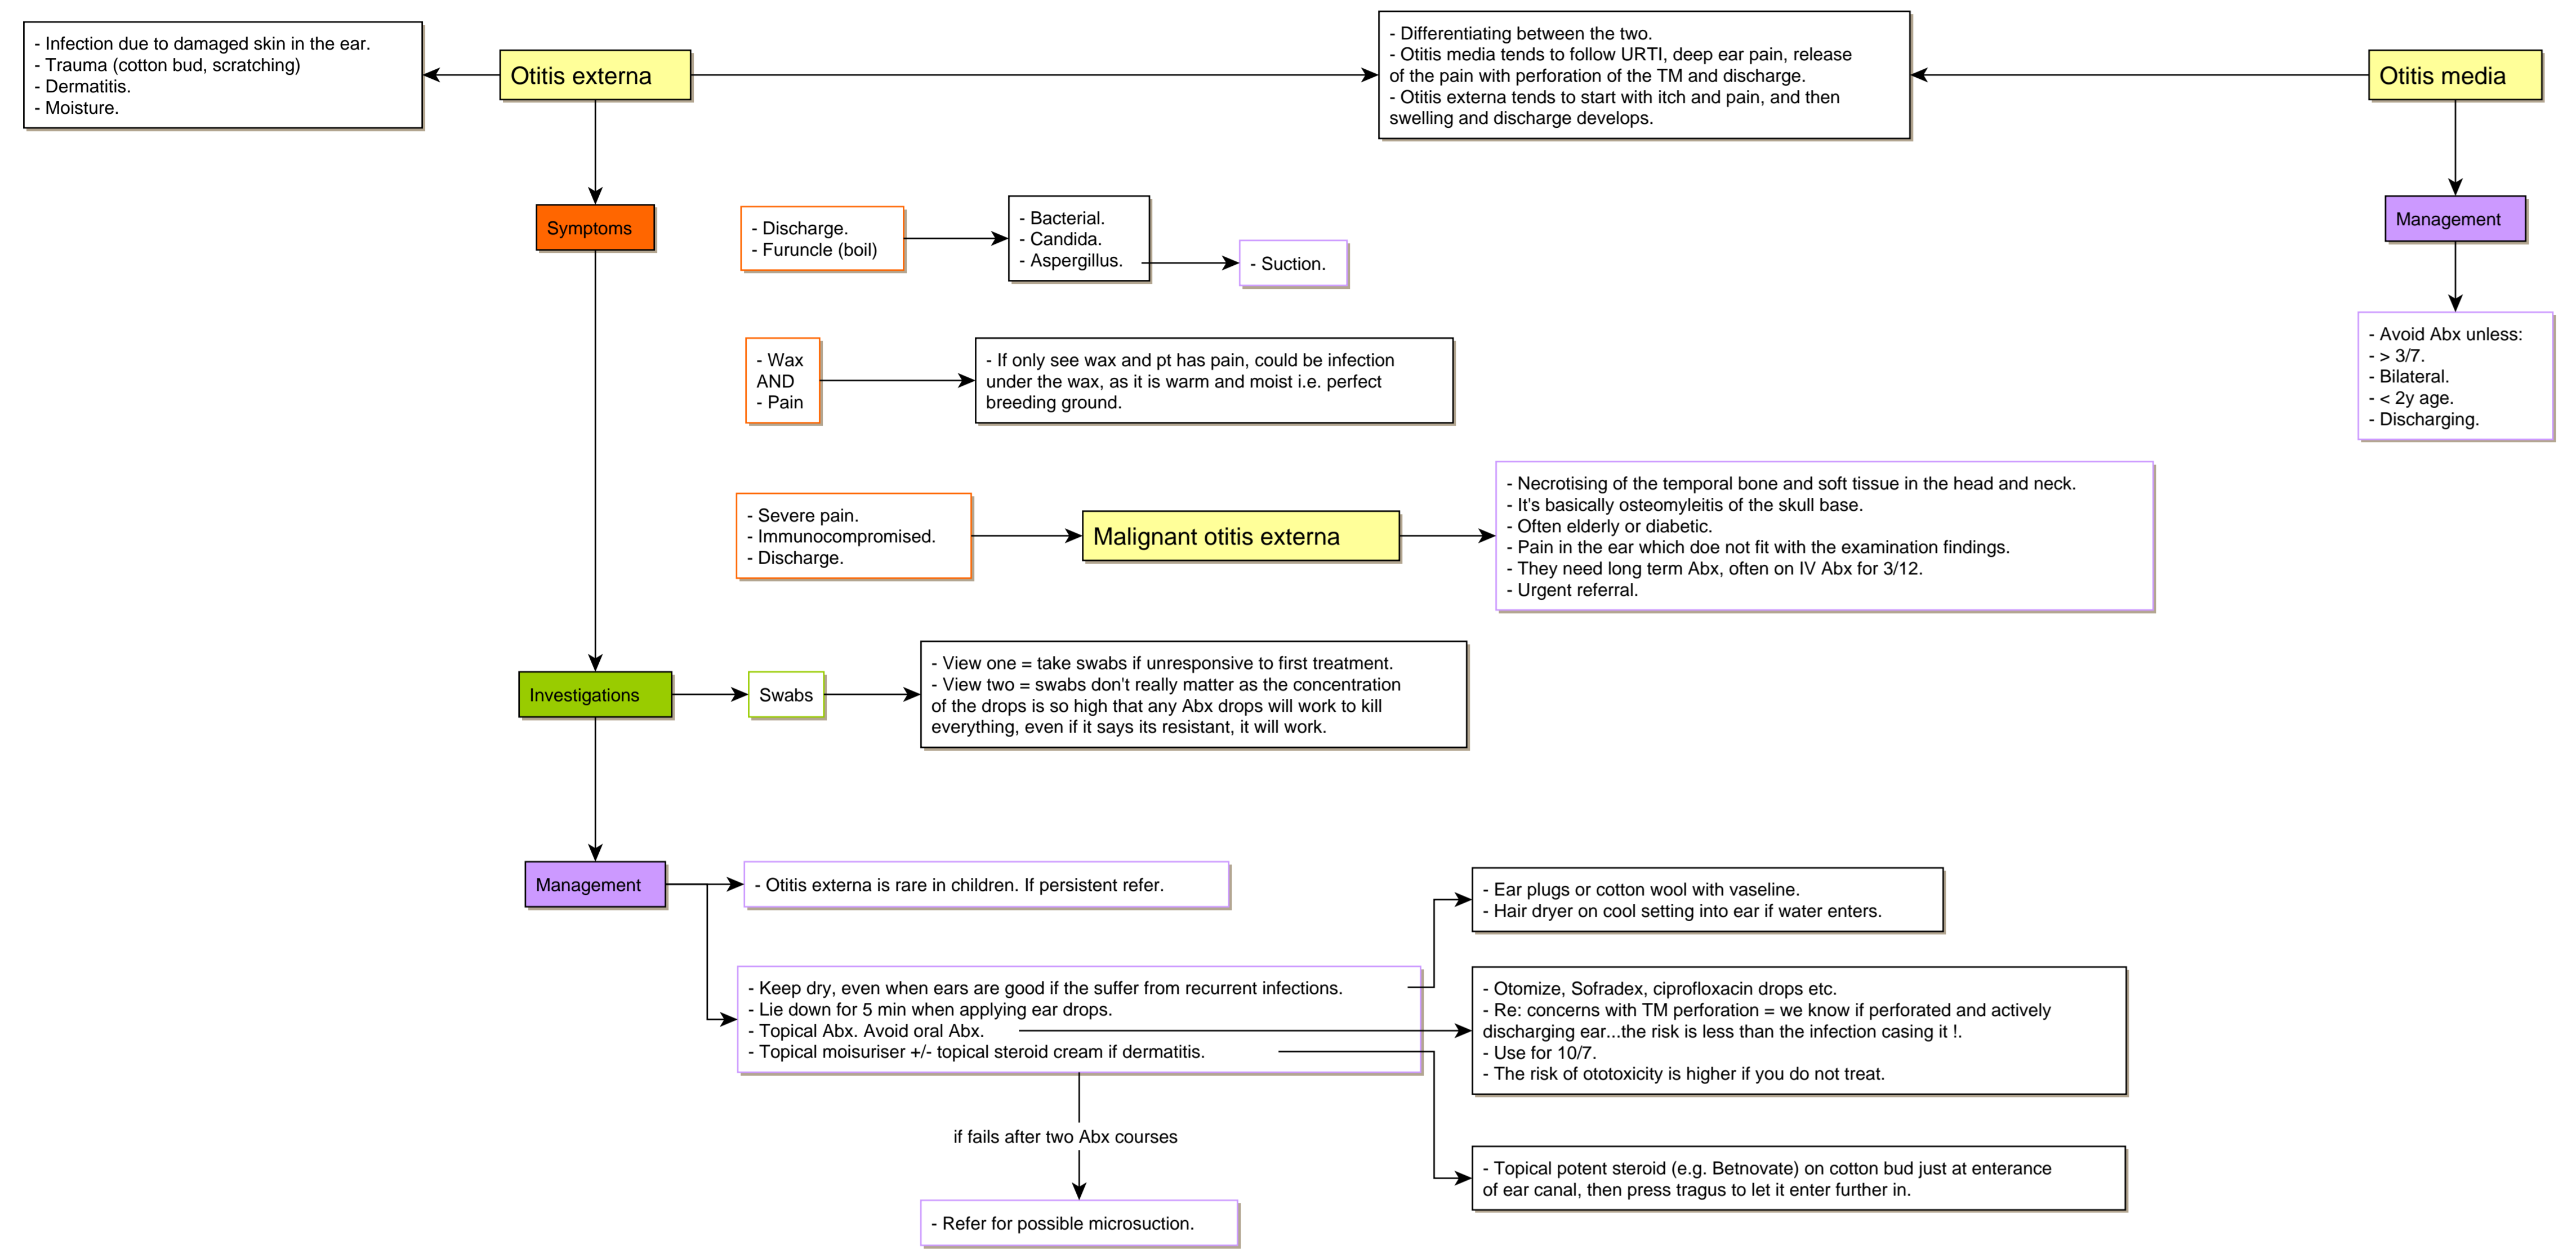 - Infection due to damaged skin in the ear.
- Trauma (cotton bud, scratching)
- Dermatitis.
- Moisture.
Otitis externa
- Differentiating between the two.
- Otitis media tends to follow URTI, deep ear pain, release
of the pain with perforation of the TM and discharge.
- Otitis externa tends to start with itch and pain, and then
swelling and discharge develops.
Otitis media
Symptoms
- Discharge.
- Furuncle (boil)
- Bacterial.
- Candida.
- Aspergillus.
- Suction.
Management
- Avoid Abx unless:
- > 3/7.
- Bilateral.
- < 2y age.
- Discharging.
- Wax
AND
- Pain
- If only see wax and pt has pain, could be infection
under the wax, as it is warm and moist i.e. perfect
breeding ground.
- Severe pain.
- Immunocompromised.
- Discharge.
Malignant otitis externa
- Necrotising of the temporal bone and soft tissue in the head and neck.
- It's basically osteomyleitis of the skull base.
- Often elderly or diabetic.
- Pain in the ear which doe not fit with the examination findings.
- They need long term Abx, often on IV Abx for 3/12.
- Urgent referral.
Investigations
Swabs
- View one = take swabs if unresponsive to first treatment.
- View two = swabs don't really matter as the concentration
of the drops is so high that any Abx drops will work to kill
everything, even if it says its resistant, it will work.
Management
- Otitis externa is rare in children. If persistent refer.
- Keep dry, even when ears are good if the suffer from recurrent infections.
- Lie down for 5 min when applying ear drops.
- Topical Abx. Avoid oral Abx.
- Topical moisuriser +/- topical steroid cream if dermatitis.
- Ear plugs or cotton wool with vaseline.
- Hair dryer on cool setting into ear if water enters.
- Otomize, Sofradex, ciprofloxacin drops etc.
- Re: concerns with TM perforation = we know if perforated and actively
discharging ear...the risk is less than the infection casing it !.
- Use for 10/7.
- The risk of ototoxicity is higher if you do not treat.
- Topical potent steroid (e.g. Betnovate) on cotton bud just at enterance
of ear canal, then press tragus to let it enter further in.
if fails after two Abx courses
- Refer for possible microsuction.